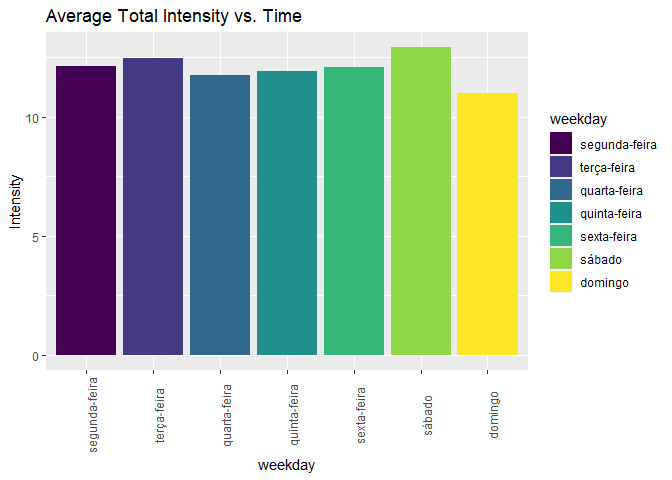 Average Total Intensity vs. Time
Intensity
10
5
0
segunda-feira
terça-feira
quarta-feira
quinta-feira
sexta-feira
sábado
domingo
weekday
weekday
segunda-feira
terça-feira
quarta-feira
quinta-feira
sexta-feira
sábado
domingo